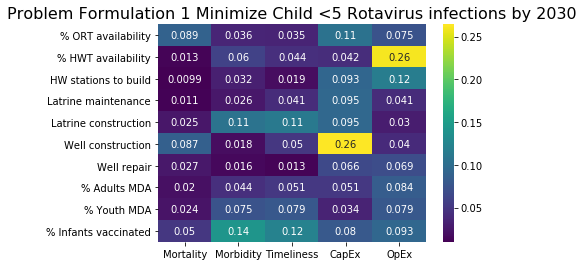 Problem Formulation 1 Minimize Child <5 Rotavirus infections by 2030
% ORT availability 0.089 0.036 0.035 0.11 0.075
% HWT availability 0.013 0.06 0.044 0.042 0.26
HW stations to build 0.0099 0.032 0.019 0.093 0.12
Latrine maintenance 0.011 0.026 0.041 0.095 0.041
Latrine construction 0.025 0.11 0.11 0.095 0.03
Well construction 0.087 0.018 0.05 0.26 0.04
Well repair 0.027 0.016 0.013 0.066 0.069
% Adults MDA 0.02 0.044 0.051 0.051 0.084
% Youth MDA 0.024 0.075 0.079 0.034 0.079
% Infants vaccinated 0.05 0.14 0.12 0.08 0.093
Mortality Morbidity Timeliness CapEx OpEx
0.25
0.20
0.15
0.10
0.05